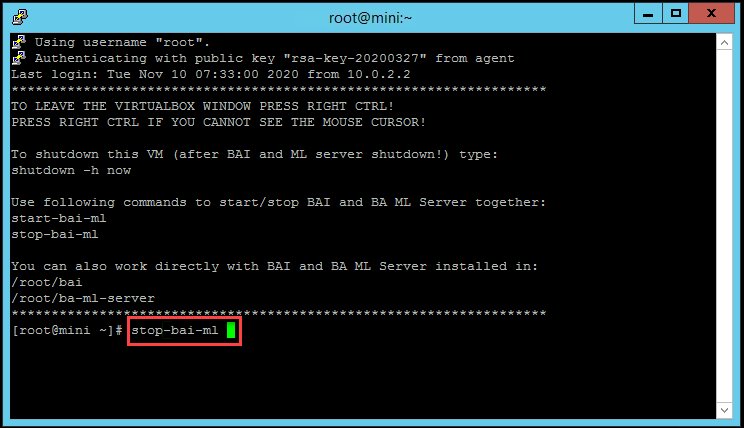 root@mini:~
Using username "root".
Authenticating with public key "rsa-key-20200327" from agent
Last login: Tue Nov 10 07:33:00 2020 from 10.0.2.2
*******************************************************************
TO LEAVE THE VIRTUALBOX WINDOW PRESS RIGHT CTRL!
PRESS RIGHT CTRL IF YOU CANNOT SEE THE MOUSE CURSOR!
To shutdown this VM (after BAI and ML server shutdown!) type:
shutdown -h now
Use following commands to start/stop BAI and BA ML Server together:
start-bai-ml
stop-bai-ml
You can also work directly with BAI and BA ML Server installed in:
/root/bai
/root/ba-ml-server
*******************************************************************
[root@mini ~]# stop-bai-ml